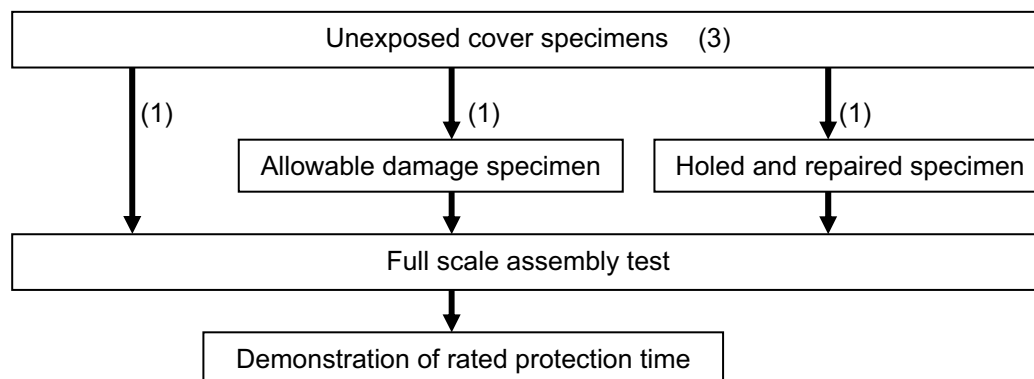 Unexposed cover specimens (3)
(1) (1) (1)
Allowable damage specimen
Holed and repaired specimen
Full scale assembly test
Demonstration of rated protection time